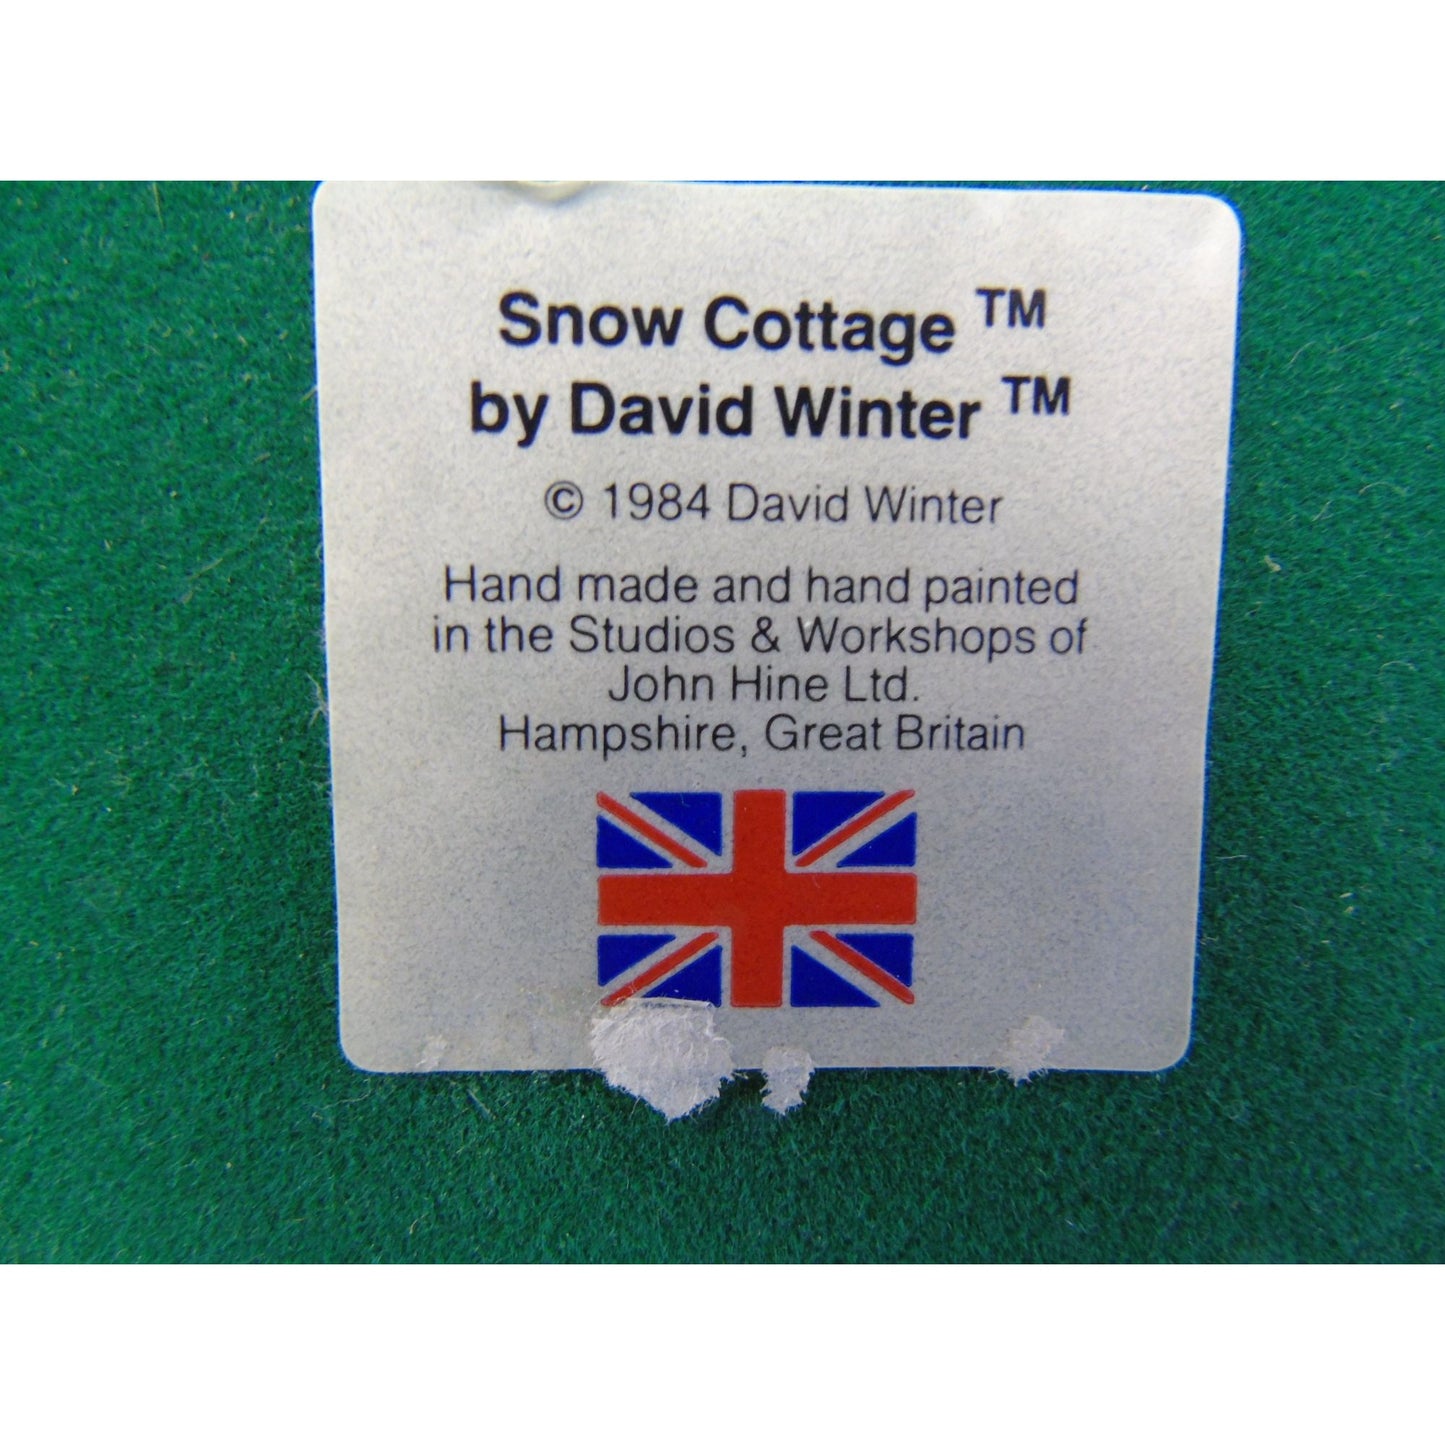 Snow Cottage ™
by David Winter ™
© 1984 David Winter
Hand made and hand painted
in the Studios & Workshops of
John Hine Ltd.
Hampshire, Great Britain